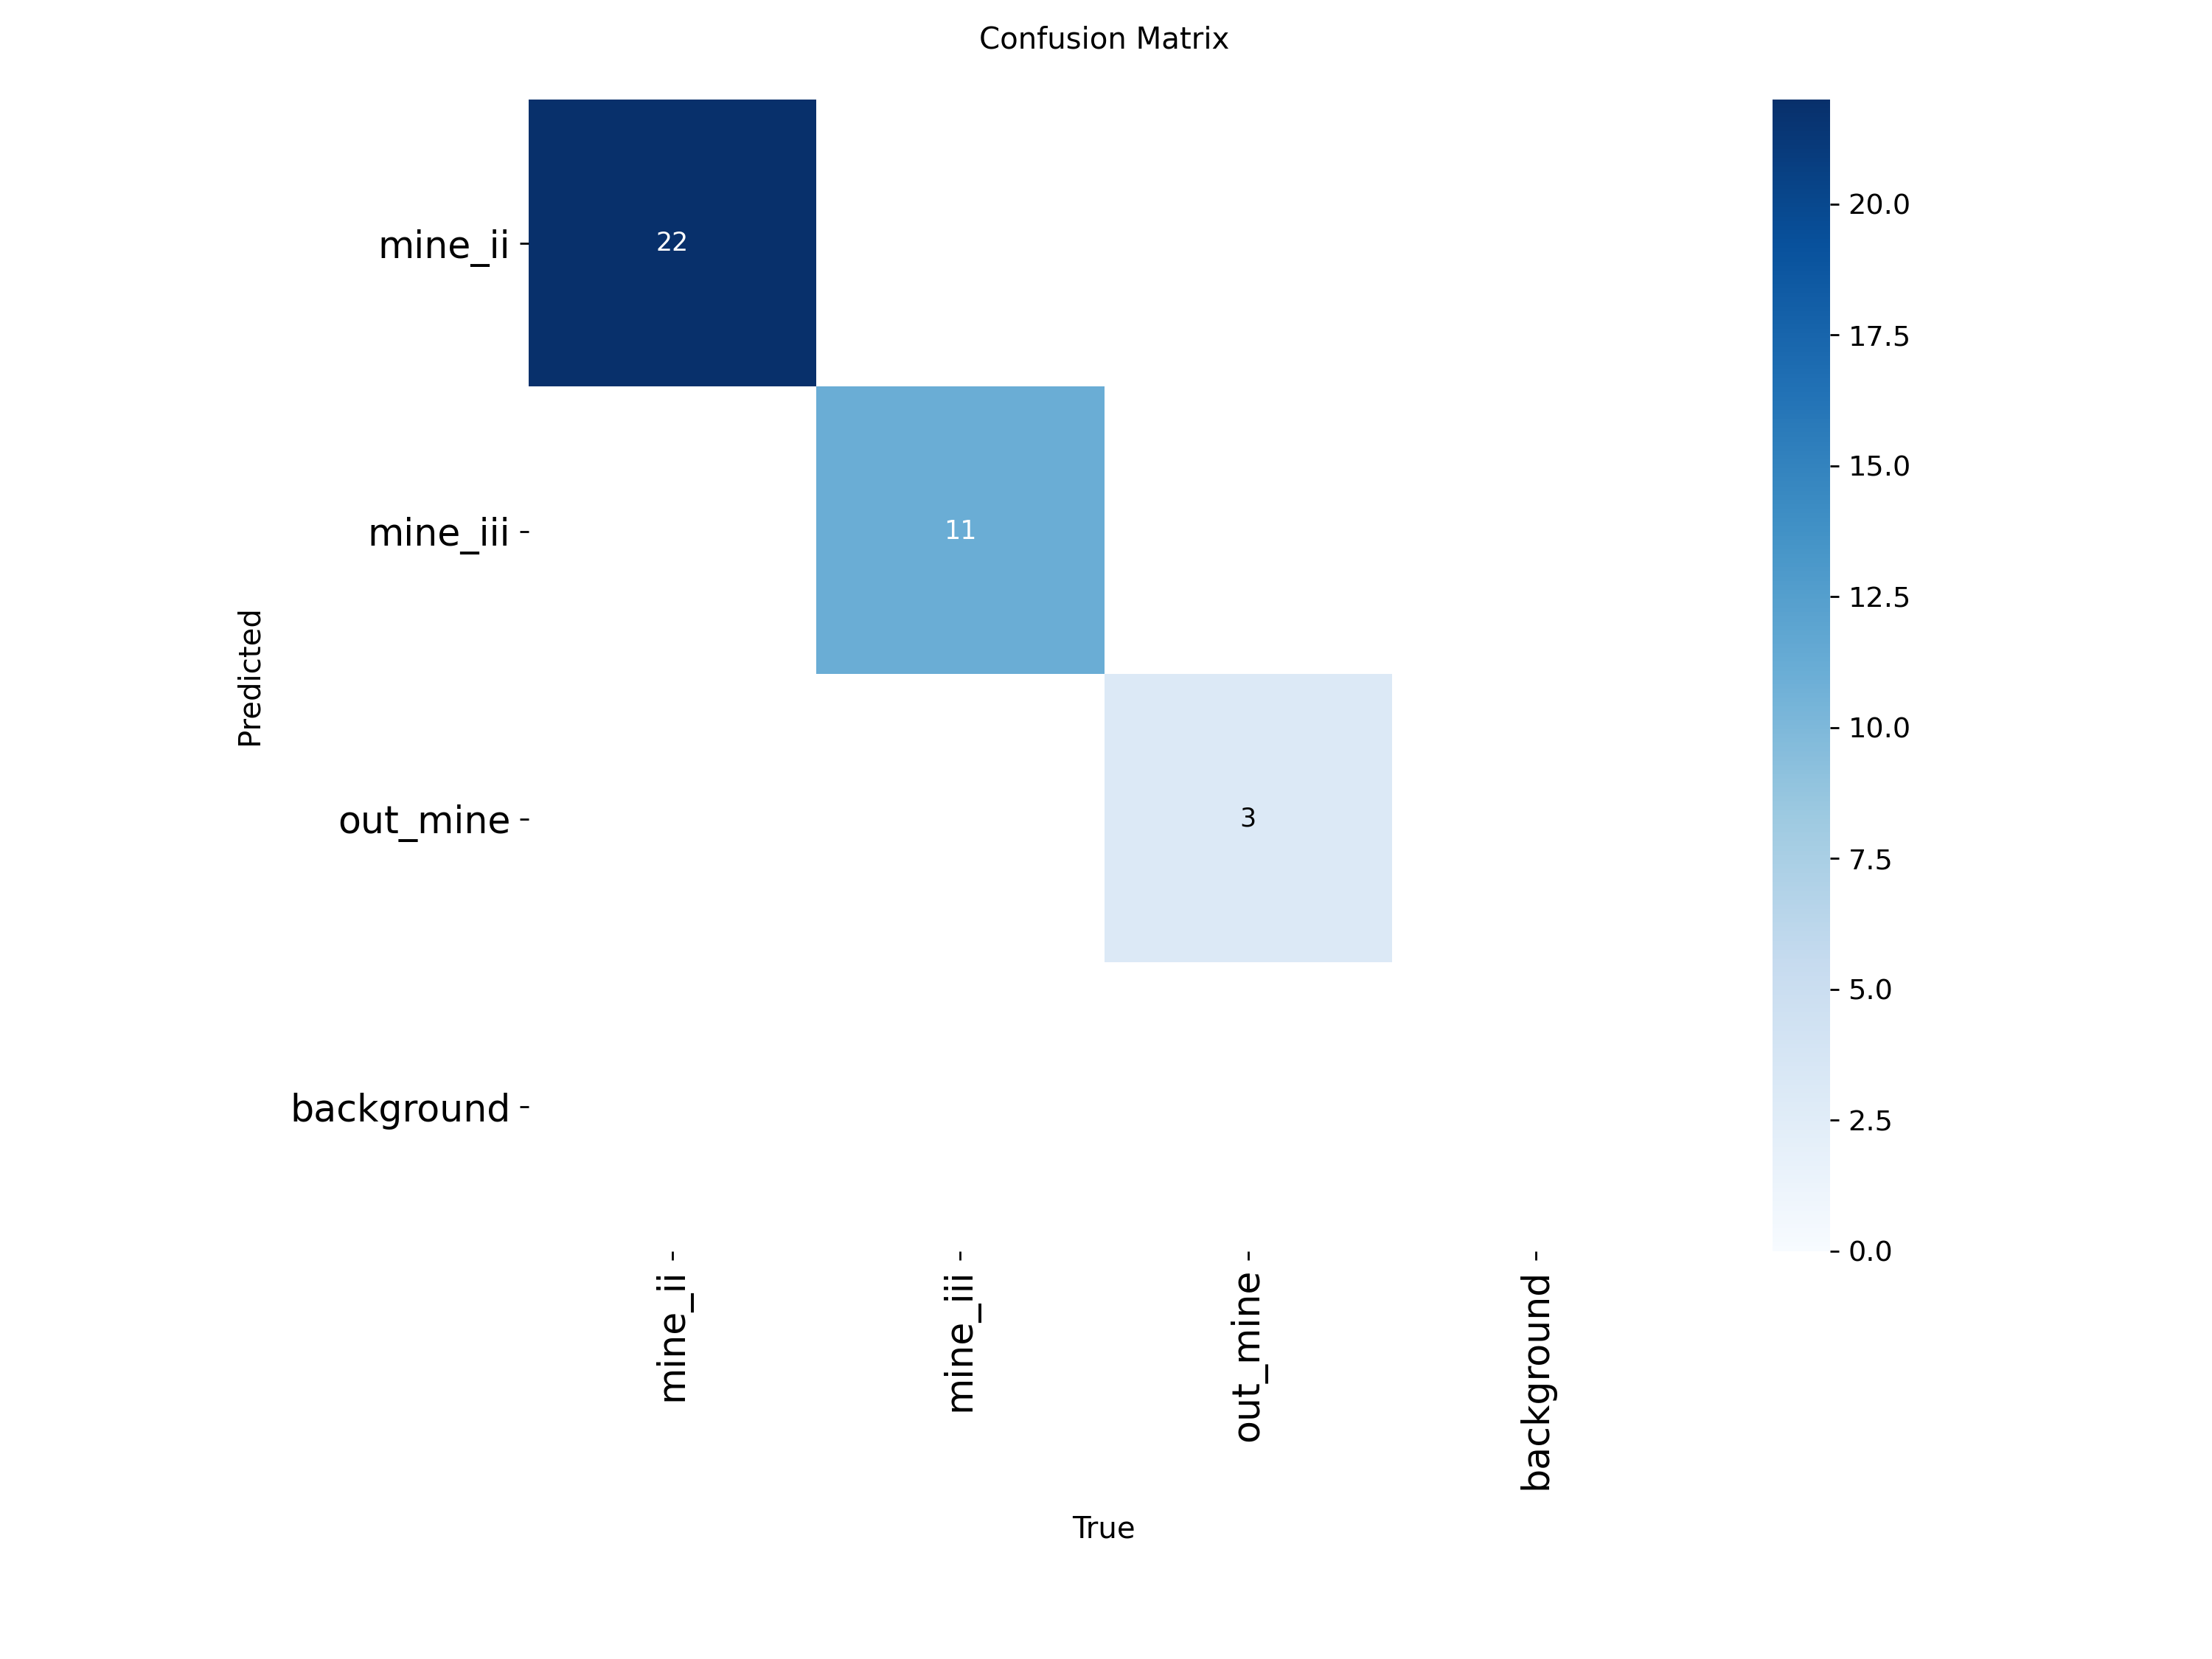 Confusion Matrix
mine_ii
22
mine_iii
11
out_mine
3
background
Predicted
mine_ii
mine_iii
out_mine
background
True
20.0
17.5
15.0
12.5
10.0
7.5
5.0
2.5
0.0